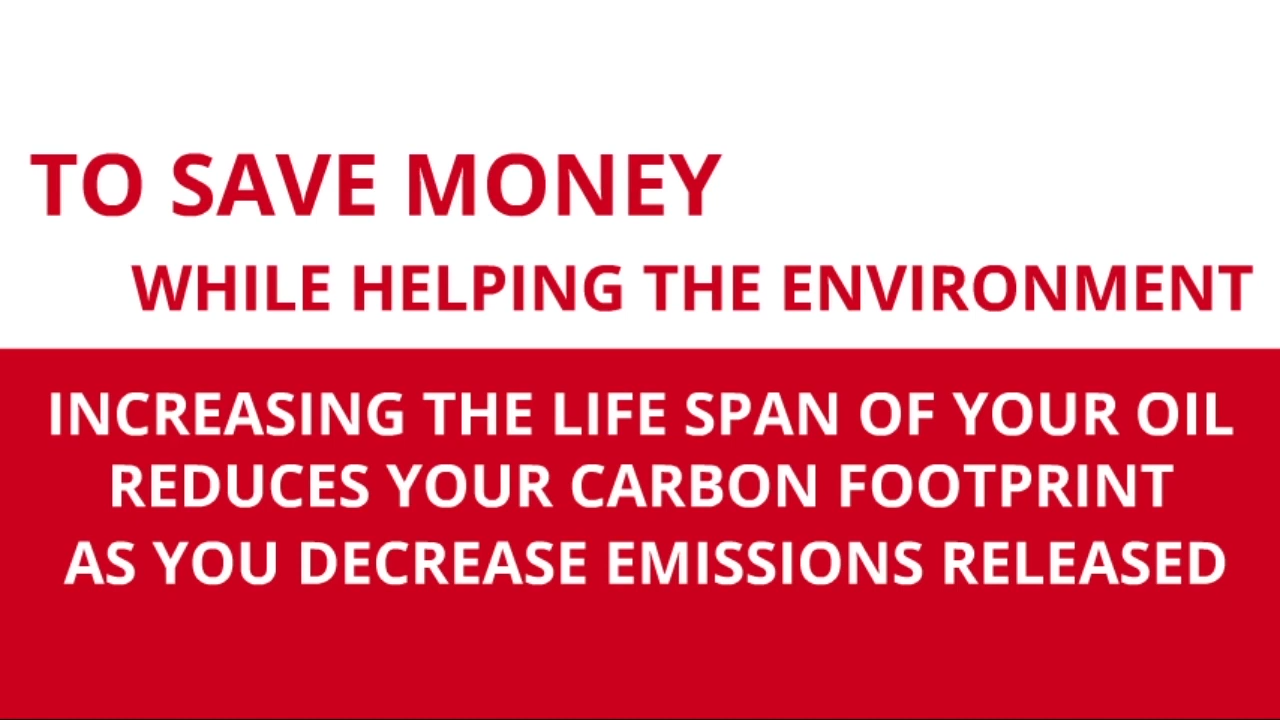 TO SAVE MONEY
WHILE HELPING THE ENVIRONMENT
INCREASING THE LIFE SPAN OF YOUR OIL
REDUCES YOUR CARBON FOOTPRINT
AS YOU DECREASE EMISSIONS RELEASED